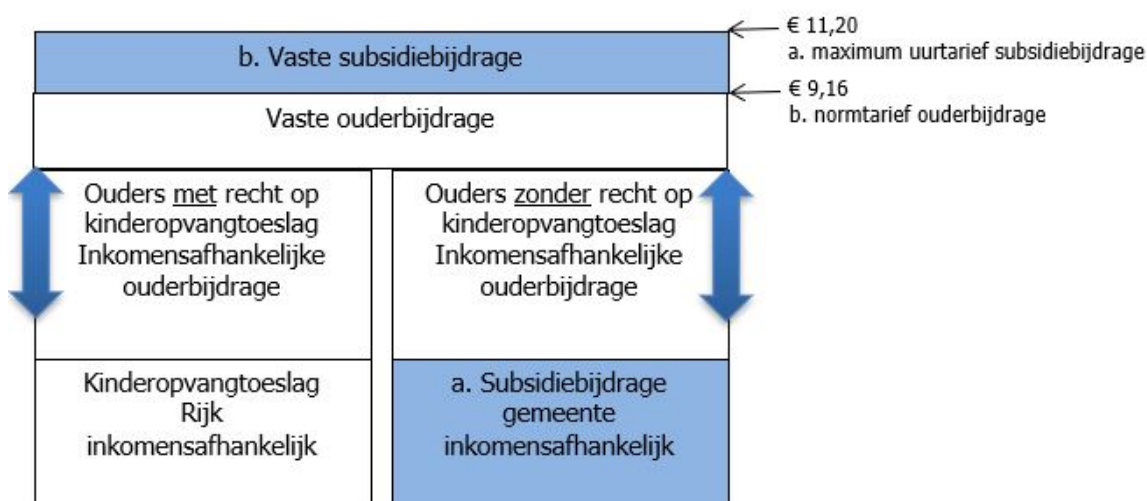 € 11,20
a. maximum uurtarief subsidiebijdrage
b. Vaste subsidiebijdrage
€ 9,16
b. normtarief ouderbijdrage
Vaste ouderbijdrage
Ouders met recht op
kinderopvangtoeslag
Inkomensafhankelijke
ouderbijdrage
Ouders zonder recht op
kinderopvangtoeslag
Inkomensafhankelijke
ouderbijdrage
Kinderopvangtoeslag
Rijk
inkomensafhankelijk
a. Subsidiebijdrage
gemeente
inkomensafhankelijk